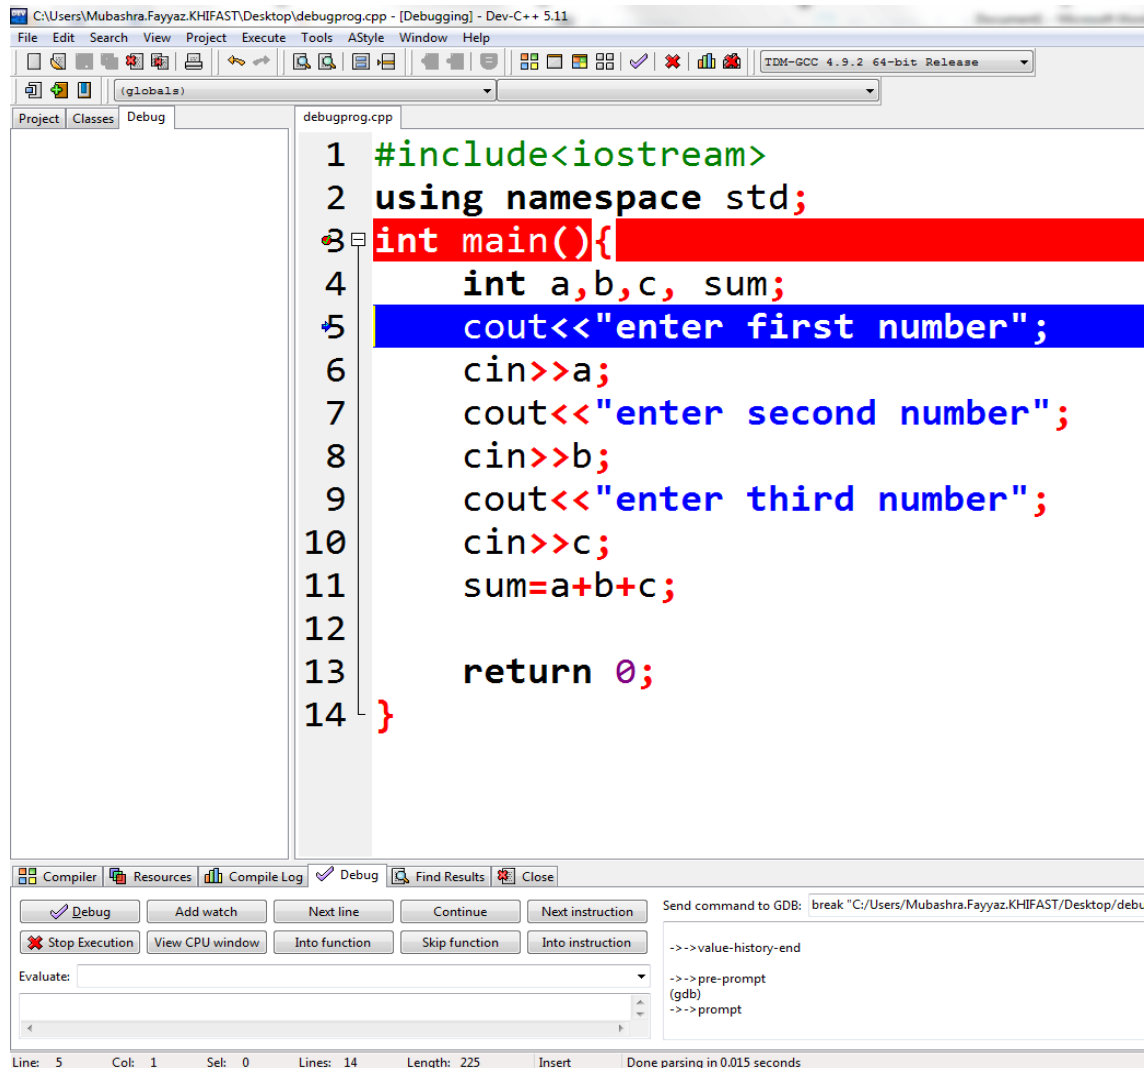 C:\Users\Mubashra.Fayyaz.KHIFAST\Desktop\debugprog.cpp - [Debugging] - Dev-C++ 5.11
File Edit Search View Project Execute Tools AStyle Window Help
TDM-GCC 4.9.2 64-bit Release
(globals)
Project Classes Debug debugprog.cpp
1 #include<iostream>
2 using namespace std;
3 int main(){
4 int a,b,c, sum;
5 cout<<"enter first number";
6 cin>>a;
7 cout<<"enter second number";
8 cin>>b;
9 cout<<"enter third number";
10 cin>>c;
11 sum=a+b+c;
12
13 return 0;
14 }
Compiler Resources Compile Log Debug Find Results Close
Debug Add watch Next line Continue Next instruction Send command to GDB: break "C:/Users/Mubashra.Fayyaz.KHIFAST/Desktop/debu
Stop Execution View CPU window Into function Skip function Into instruction
->->value-history-end
Evaluate:
->->pre-prompt
(gdb)
->->prompt
Line: 5 Col: 1 Sel: 0 Lines: 14 Length: 225 Insert Done parsing in 0.015 seconds